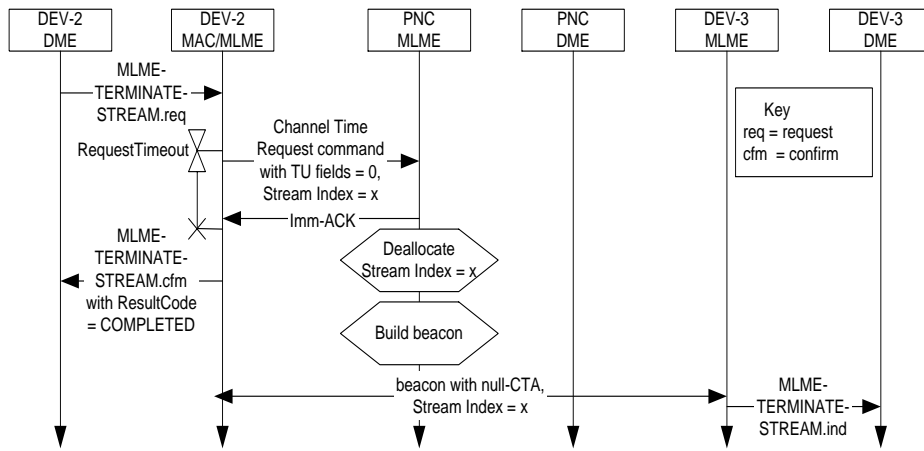 DEV-2
DME
DEV-2
MAC/MLME
PNC
MLME
PNC
DME
DEV-3
MLME
DEV-3
DME
MLME-
TERMINATE-
STREAM.req
Key
req = request
cfm = confirm
RequestTimeout
Channel Time
Request command
with TU fields = 0,
Stream Index = x
Imm-ACK
MLME-
TERMINATE-
STREAM.cfm
with ResultCode
= COMPLETED
Deallocate
Stream Index = x
Build beacon
beacon with null-CTA,
Stream Index = x
MLME-
TERMINATE-
STREAM.ind